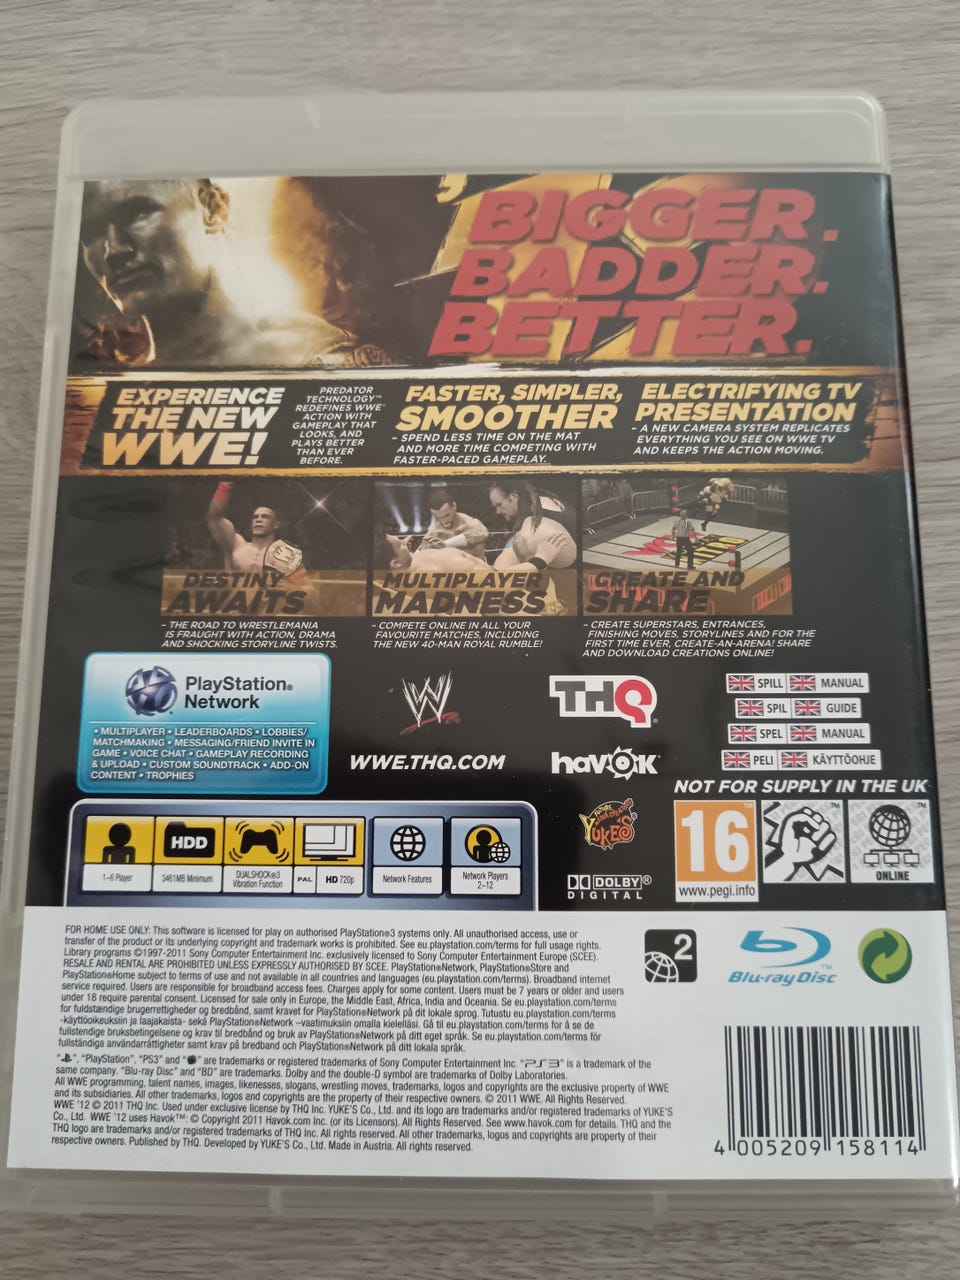 '12
BIGGER.
BADDER.
BETTER.
EXPERIENCE
THE NEW
WWE!
PREDATOR
TECHNOLOGY™
REDEFINES WWE®
ACTION WITH
GAMEPLAY THAT
LOOKS, AND
PLAYS BETTER
THAN EVER
BEFORE.
FASTER, SIMPLER,
SMOOTHER
- SPEND LESS TIME ON THE MAT
AND MORE TIME COMPETING WITH
FASTER-PACED GAMEPLAY.
ELECTRIFYING TV
PRESENTATION
- A NEW CAMERA SYSTEM REPLICATES
EVERYTHING YOU SEE ON WWE TV
AND KEEPS THE ACTION MOVING.
DESTINY
AWAITS
- THE ROAD TO WRESTLEMANIA
IS FRAUGHT WITH ACTION, DRAMA
AND SHOCKING STORYLINE TWISTS.
MULTIPLAYER
MADNESS
- COMPETE ONLINE IN ALL YOUR
FAVOURITE MATCHES, INCLUDING
THE NEW 40-MAN ROYAL RUMBLE!
CREATE AND
SHARE
- CREATE SUPERSTARS, ENTRANCES,
FINISHING MOVES, STORYLINES AND FOR THE
FIRST TIME EVER, CREATE-AN-ARENA! SHARE
AND DOWNLOAD CREATIONS ONLINE!
PlayStation®
Network
• MULTIPLAYER • LEADERBOARDS • LOBBIES/
MATCHMAKING • MESSAGING/FRIEND INVITE IN
GAME • VOICE CHAT • GAMEPLAY RECORDING
& UPLOAD • CUSTOM SOUNDTRACK • ADD-ON
CONTENT • TROPHIES
W
WWE.THQ.COM
THQ®
havok
SPILL MANUAL
SPIL GUIDE
SPEL MANUAL
PELI KÄYTTÖOHJE
NOT FOR SUPPLY IN THE UK
1-6 Player
HDD
3461MB Minimum
DUALSHOCK®3
Vibration Function
PAL HD 720p
Network Features
Network Players
2-12
YUKE'S
DOLBY®
DIGITAL
16
www.pegi.info
ONLINE
FOR HOME USE ONLY: This software is licensed for play on authorised PlayStation®3 systems only. All unauthorised access, use or
transfer of the product or its underlying copyright and trademark works is prohibited. See eu.playstation.com/terms for full usage rights.
Library programs ©1997-2011 Sony Computer Entertainment Inc. exclusively licensed to Sony Computer Entertainment Europe (SCEE).
RESALE AND RENTAL ARE PROHIBITED UNLESS EXPRESSLY AUTHORISED BY SCEE. PlayStation®Network, PlayStation®Store and
PlayStation®Home subject to terms of use and not available in all countries and languages (eu.playstation.com/terms). Broadband internet
service required. Users are responsible for broadband access fees. Charges apply for some content. Users must be 7 years or older and users
under 18 require parental consent. Licensed for sale only in Europe, the Middle East, Africa, India and Oceania. Se eu.playstation.com/terms
for fuldstændige brugerrettigheder og bredbånd, samt kravet for PlayStation®Network på dit lokale sprog. Tutustu eu.playstation.com/terms
-käyttöoikeuksiin ja laajakaista- sekä PlayStation®Network –vaatimuksiin omalla kielelläsi. Gå til eu.playstation.com/terms for å se de
fullstendige bruksbetingelsene og krav til bredbånd og bruk av PlayStation®Network på ditt eget språk. Se eu.playstation.com/terms för
fullständiga användarrättigheter samt krav på bredband och PlayStation®Network på ditt lokala språk.
" ", "PlayStation", "PS3" and " " are trademarks or registered trademarks of Sony Computer Entertainment Inc. "PS3" is a trademark of the
same company. "Blu-ray Disc" and "BD" are trademarks. Dolby and the double-D symbol are trademarks of Dolby Laboratories.
All WWE programming, talent names, images, likenesses, slogans, wrestling moves, trademarks, logos and copyrights are the exclusive property of WWE
and its subsidiaries. All other trademarks, logos and copyrights are the property of their respective owners. © 2011 WWE. All Rights Reserved.
WWE '12 © 2011 THQ Inc. Used under exclusive license by THQ Inc. YUKE'S Co., Ltd. and its logo are trademarks and/or registered trademarks of YUKE'S
Co., Ltd. WWE '12 uses Havok™: © Copyright 2011 Havok.com Inc. (or its Licensors). All Rights Reserved. See www.havok.com for details. THQ and the
THQ logo are trademarks and/or registered trademarks of THQ Inc. All rights reserved. All other trademarks, logos and copyrights are property of their
respective owners. Published by THQ. Developed by YUKE'S Co., Ltd. Made in Austria. All rights reserved.
2
Blu-ray Disc™
4 005209 158114